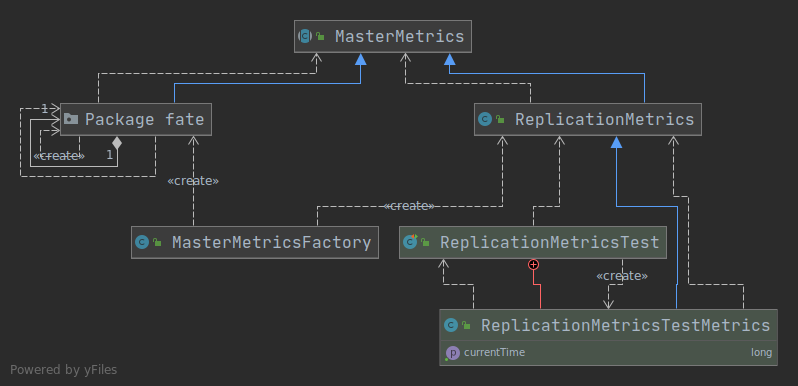 MasterMetrics
1
Package fate
ReplicationMetrics
«create»
1
«create»
«create»
MasterMetricsFactory
ReplicationMetricsTest
«create»
ReplicationMetricsTestMetrics
currentTime long
Powered by yFiles